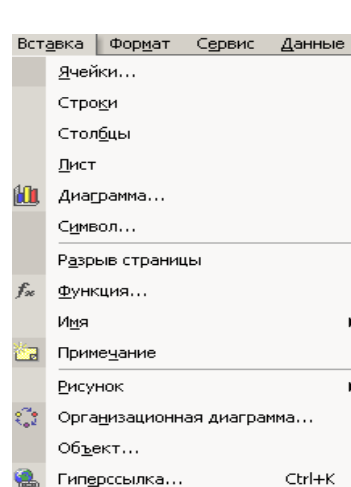 Вставка Формат Сервис Данные
Ячейки...
Строки
Столбцы
Лист
Диаграмма...
Символ...
Разрыв страницы
fx Функция...
Имя
Примечание
Рисунок
Организационная диаграмма...
Объект...
Гиперссылка... Ctrl+K